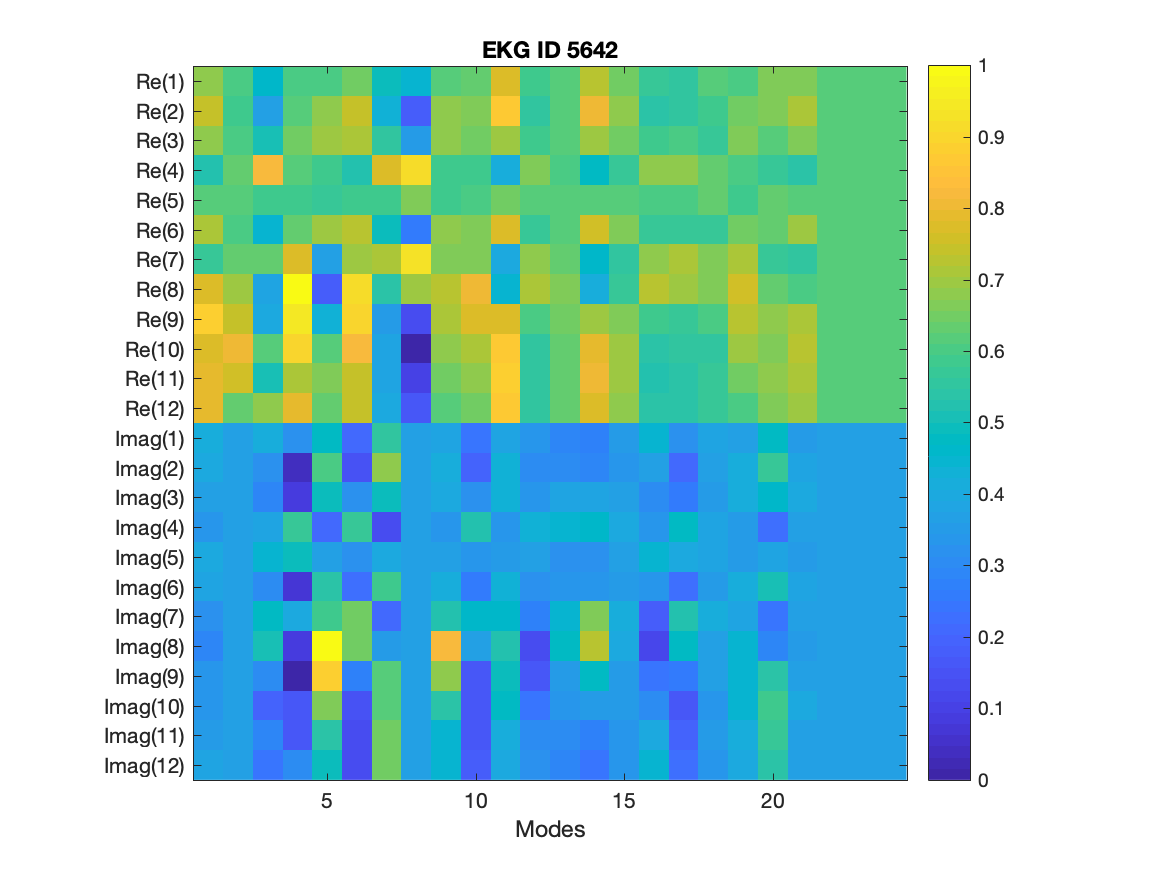 EKG ID 5642
Re(1)
Re(2)
Re(3)
Re(4)
Re(5)
Re(6)
Re(7)
Re(8)
Re(9)
Re(10)
Re(11)
Re(12)
Imag(1)
Imag(2)
Imag(3)
Imag(4)
Imag(5)
Imag(6)
Imag(7)
Imag(8)
Imag(9)
Imag(10)
Imag(11)
Imag(12)
5 10 15 20
Modes
1
0.9
0.8
0.7
0.6
0.5
0.4
0.3
0.2
0.1
0